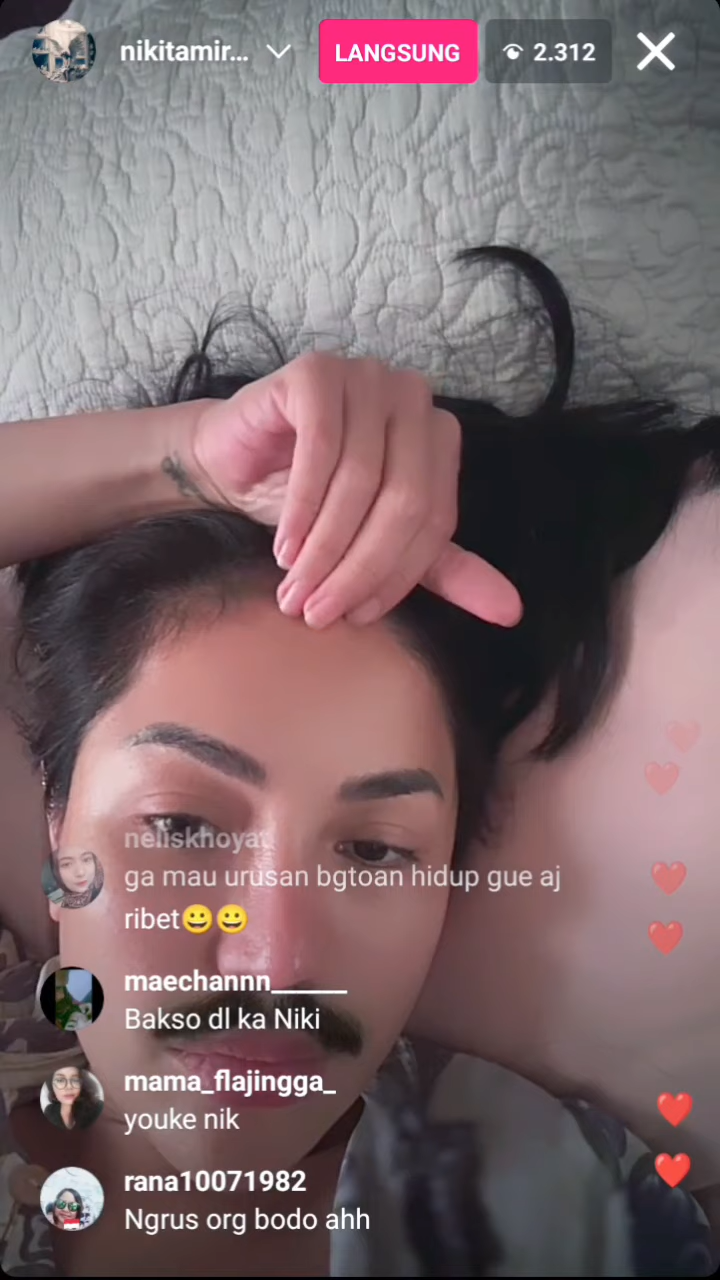 nikitamir...
LANGSUNG
2.312
neliskhoyat
ga mau urusan bgtoan hidup gue aj
ribet😀😀
maechannn______
Bakso dl ka Niki
mama_flajingga_
youke nik
rana10071982
Ngrus org bodo ahh